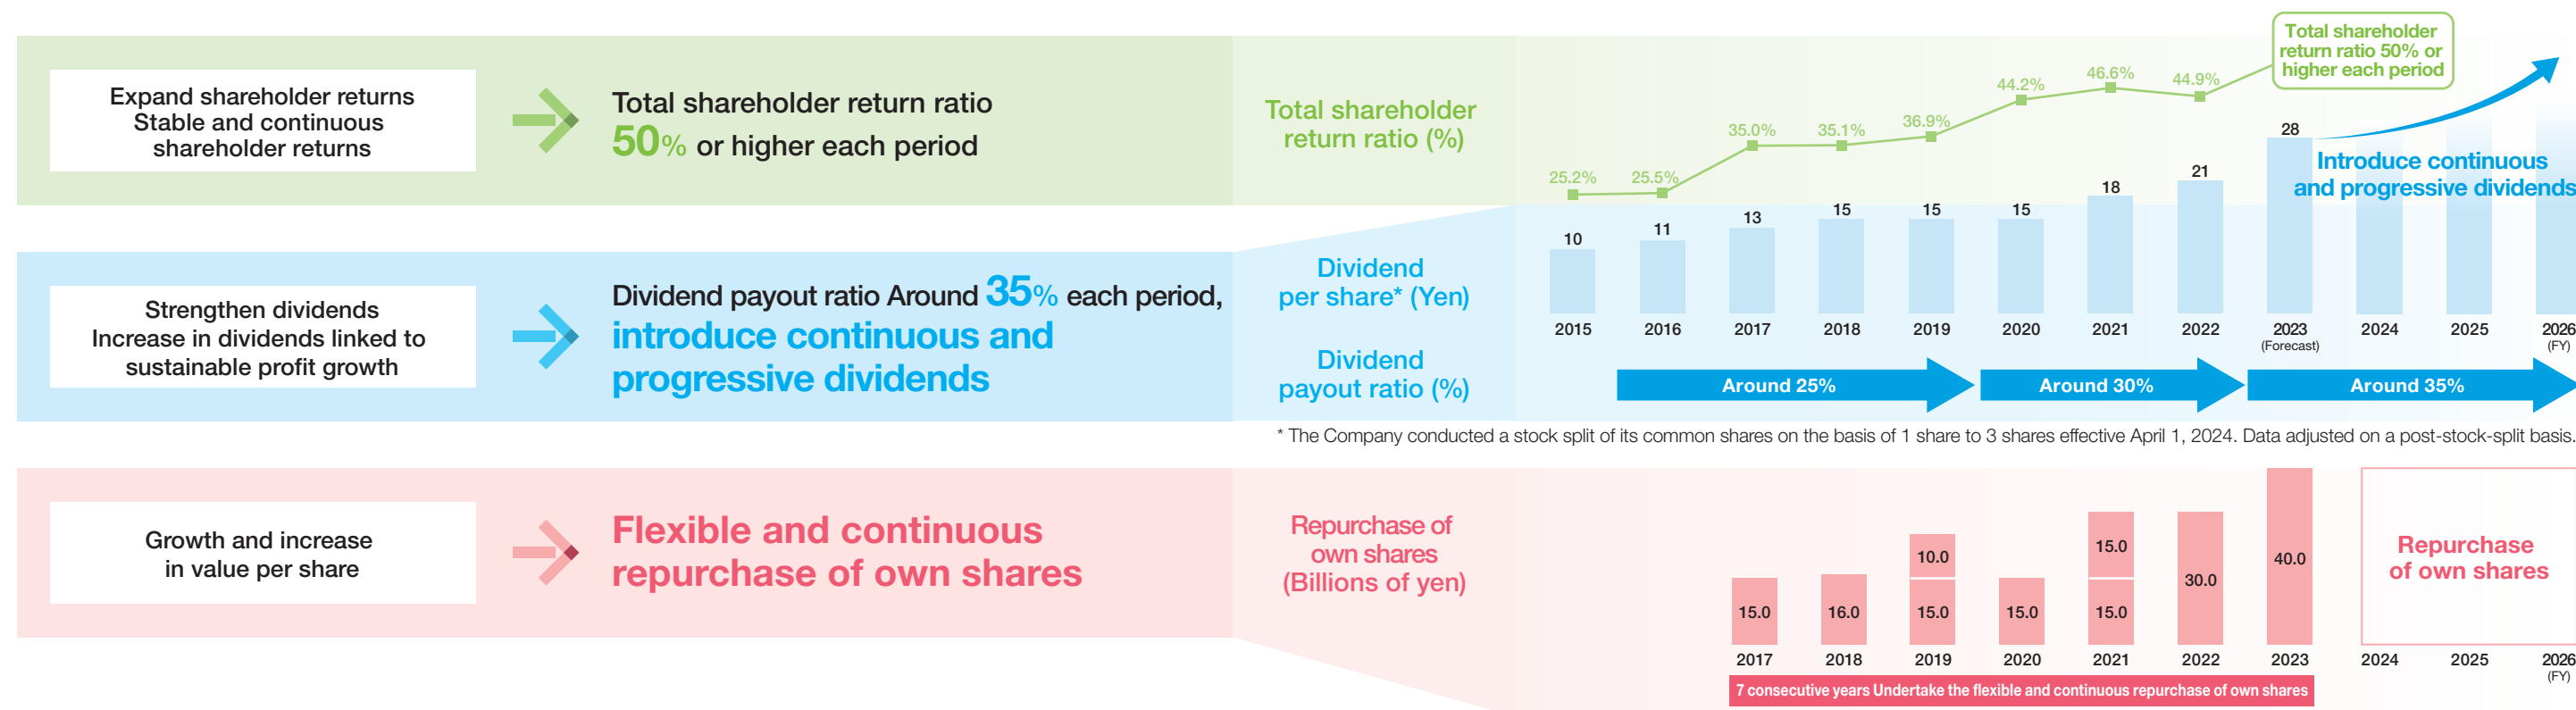 Expand shareholder returns
Stable and continuous
shareholder returns
Total shareholder return ratio
50% or higher each period
Total shareholder
return ratio (%)
25.2%
25.5%
35.0%
35.1%
36.9%
44.2%
46.6%
44.9%
Total shareholder
return ratio 50% or
higher each period
Strengthen dividends
Increase in dividends linked to
sustainable profit growth
Dividend payout ratio Around 35% each period,
introduce continuous and
progressive dividends
Dividend
per share* (Yen)
10
11
13
15
15
15
18
21
28
Introduce continuous
and progressive dividends
2015
2016
2017
2018
2019
2020
2021
2022
2023
(Forecast)
2024
2025
2026
(FY)
Dividend
payout ratio (%)
Around 25%
Around 30%
Around 35%
* The Company conducted a stock split of its common shares on the basis of 1 share to 3 shares effective April 1, 2024. Data adjusted on a post-stock-split basis.
Growth and increase
in value per share
Flexible and continuous
repurchase of own shares
Repurchase of
own shares
(Billions of yen)
15.0
16.0
10.0
15.0
15.0
15.0
15.0
30.0
40.0
Repurchase
of own shares
2017
2018
2019
2020
2021
2022
2023
2024
2025
2026
(FY)
7 consecutive years Undertake the flexible and continuous repurchase of own shares